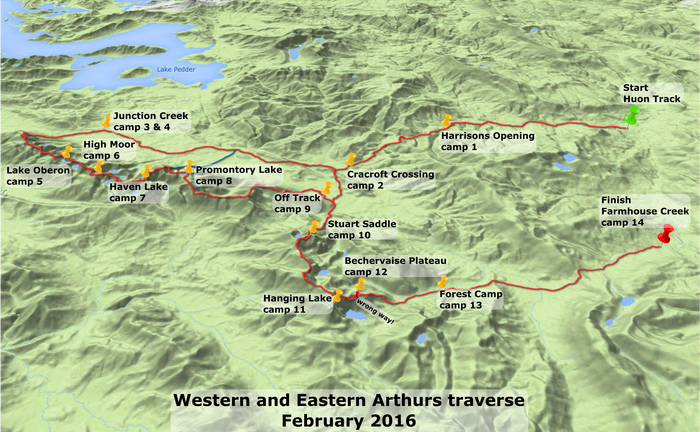 Lake Pedder
Start
Huon Track
Junction Creek
camp 3 & 4
Harrisons Opening
camp 1
High Moor
camp 6
Lake Oberon
camp 5
Haven Lake
camp 7
Promontory Lake
camp 8
Cracroft Crossing
camp 2
Off Track
camp 9
Finish
Farmhouse Creek
camp 14
Stuart Saddle
camp 10
Bechervaise Plateau
camp 12
Hanging Lake
camp 11
wrong way!
Forest Camp
camp 13
Western and Eastern Arthurs traverse
February 2016